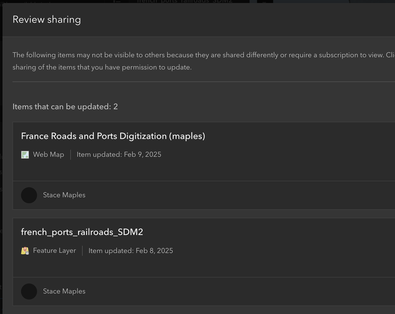 Review sharing
The following items may not be visible to others because they are shared differently or require a subscription to view. Cli
sharing of the items that you have permission to update.
Items that can be updated: 2
France Roads and Ports Digitization (maples)
Web Map | Item updated: Feb 9, 2025
Stace Maples
french_ports_railroads_SDM2
Feature Layer | Item updated: Feb 8, 2025
Stace Maples